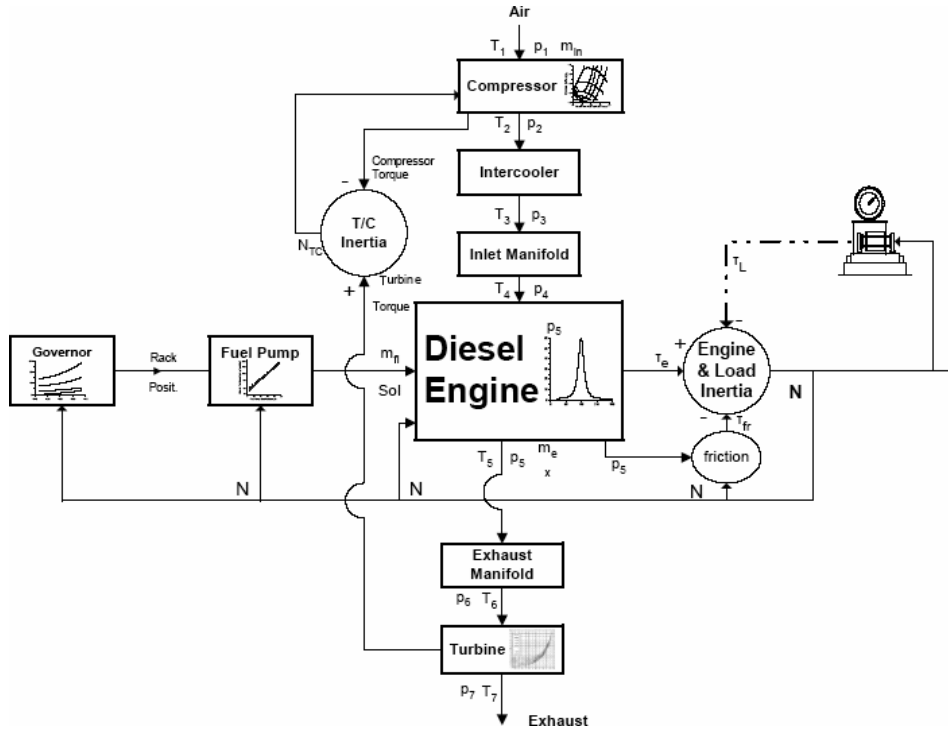 Air
T1 p1 min
Compressor
T2 p2
Compressor
Torque
-
Intercooler
T/C
Inertia
T3 p3
NTC
Inlet Manifold
τL
Turbine
+
Torque
T4 p4
-
Governor
Rack
Posit.
Fuel Pump
mfl
SoI
Diesel
Engine
p5
+
τe
Engine
& Load
Inertia
N
-
τfr
friction
T5 p5 me
x
p5
N
N
N
Exhaust
Manifold
p6 T6
Turbine
p7 T7
Exhaust